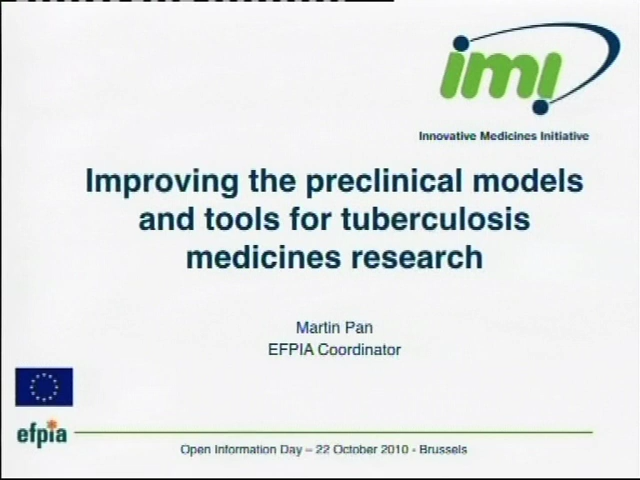 imi
Innovative Medicines Initiative
Improving the preclinical models
and tools for tuberculosis
medicines research
Martin Pan
EFPIA Coordinator
efpia
Open Information Day – 22 October 2010 - Brussels